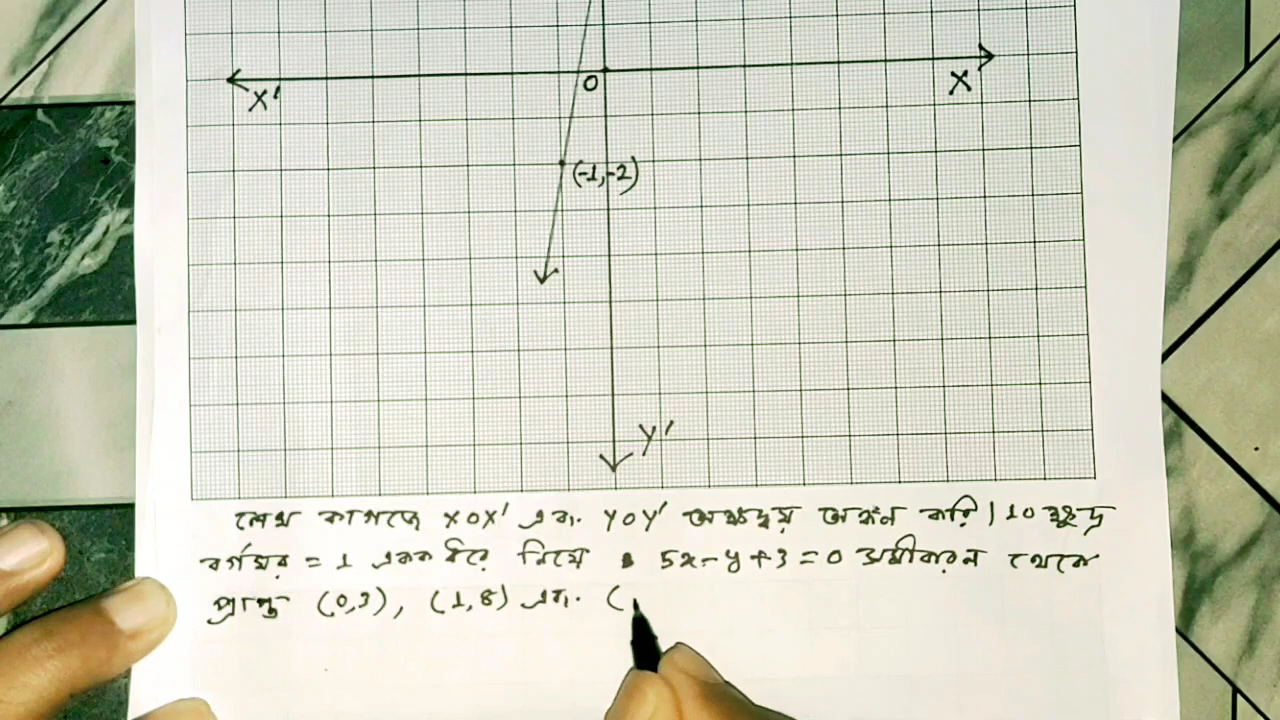 X'
O
X
(-1,-2)
Y'
লেখ কাগজে XOX' এবং YOY' অক্ষদ্বয় অঙ্কন করি। 10 ক্ষুদ্র
বর্গঘর = 1 একক ধরে নিয়ে 5x-y+3=0 সমীকরন থেকে
প্রাপ্ত (0,3), (1,8) এবং (